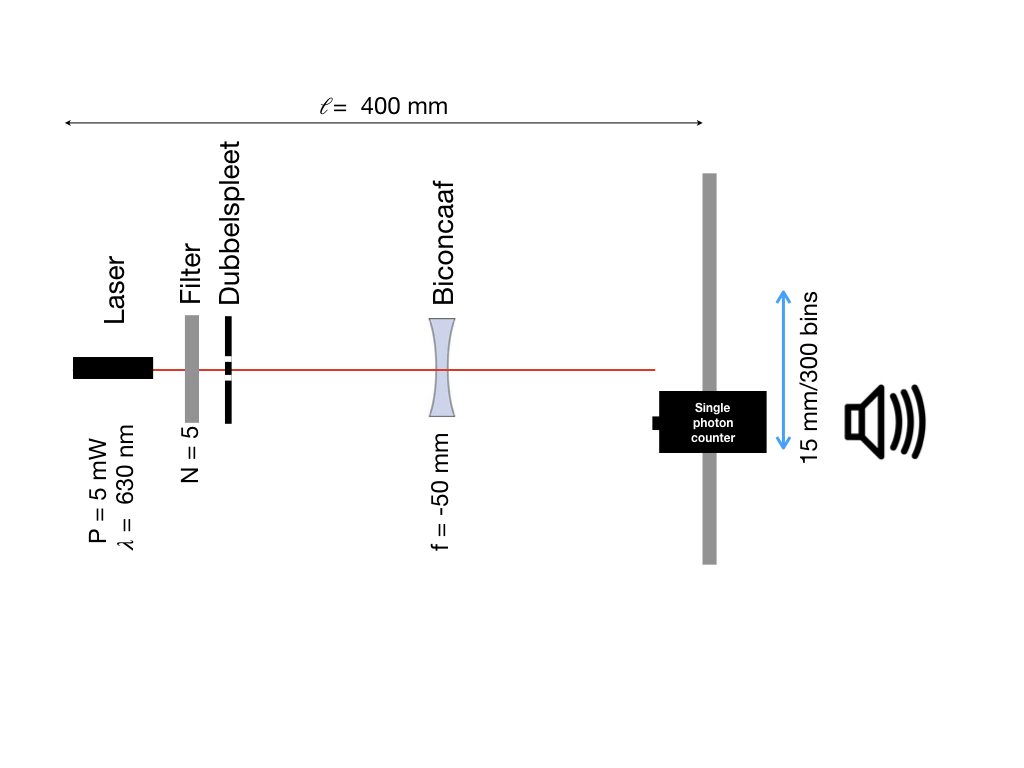 ℓ = 400 mm
Laser
Filter
Dubbelspleet
Biconcaaf
P = 5 mW
λ = 630 nm
N = 5
f = -50 mm
Single
photon
counter
15 mm/300 bins